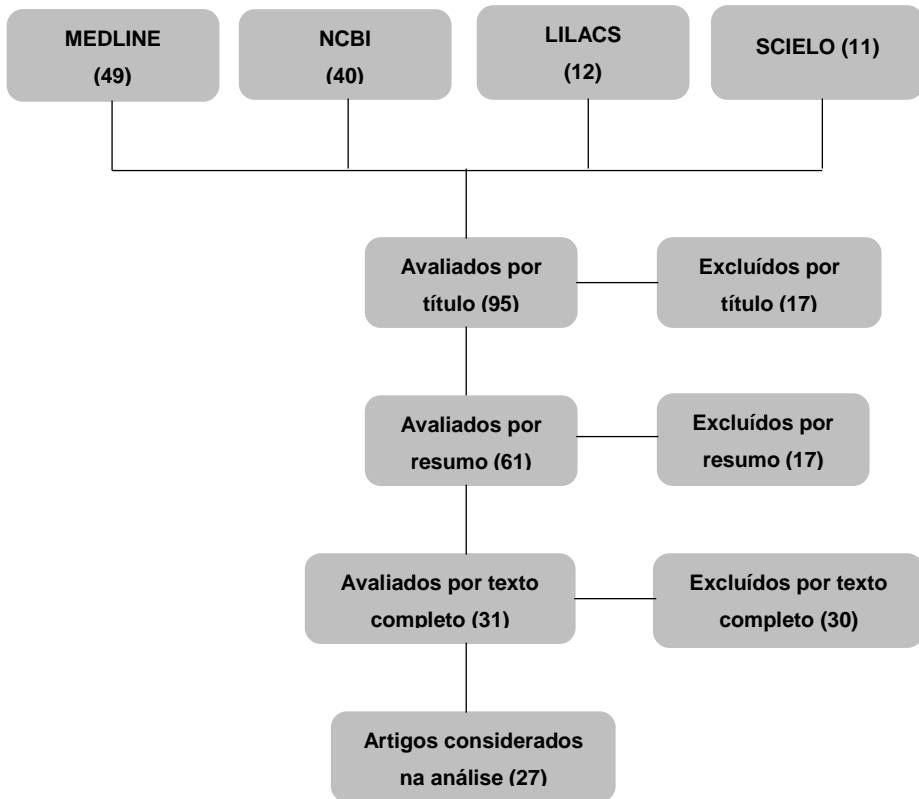 MEDLINE
(49)
NCBI
(40)
LILACS
(12)
SCIELO (11)
Avaliados por
título (95)
Excluídos por
título (17)
Avaliados por
resumo (61)
Excluídos por
resumo (17)
Avaliados por texto
completo (31)
Excluídos por texto
completo (30)
Artigos considerados
na análise (27)